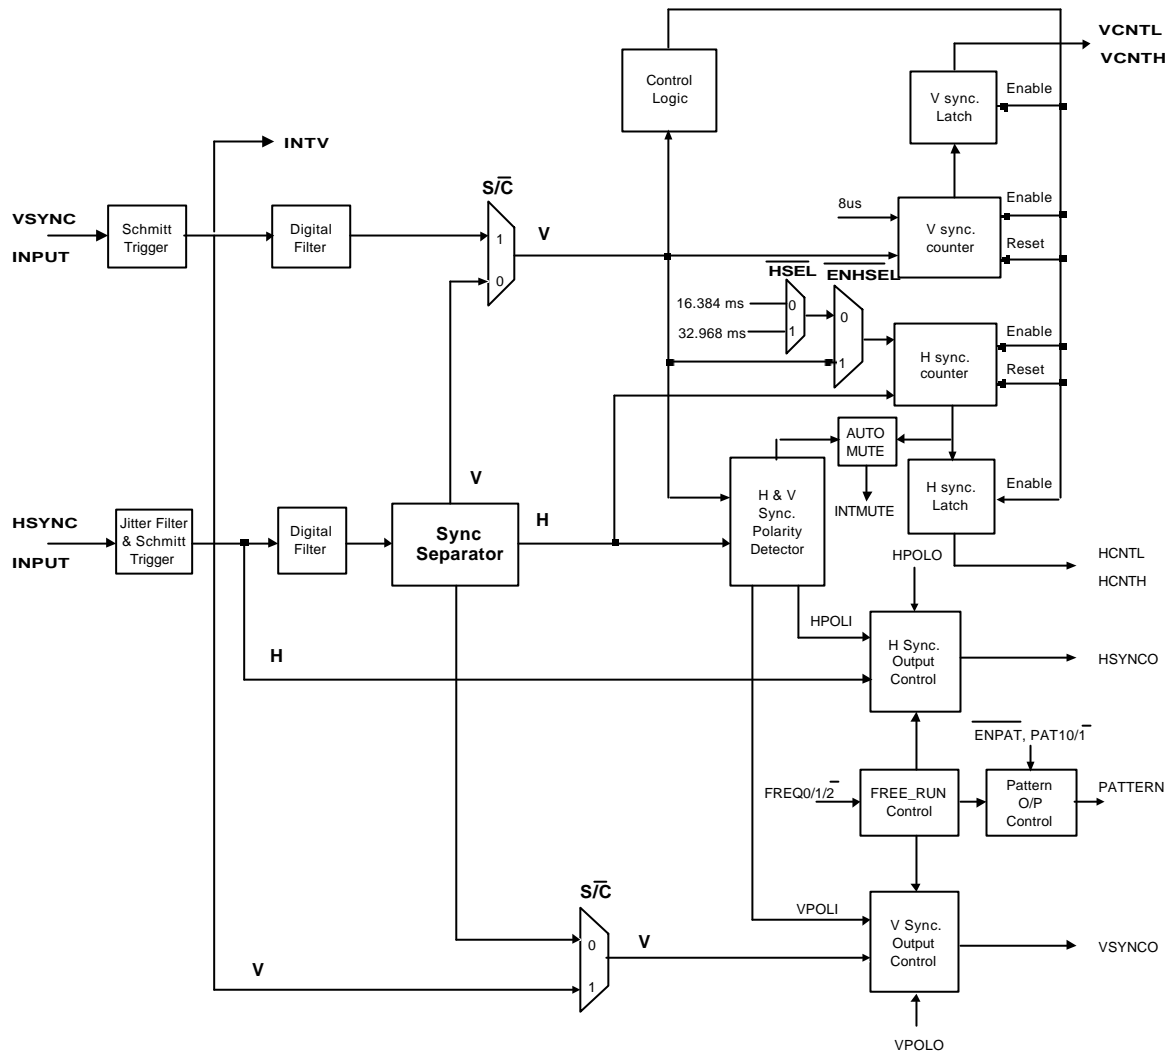 VCNTL
VCNTH
Control
Logic
V sync.
Latch
Enable
INTV
S/C̅
VSYNC
INPUT
Schmitt
Trigger
Digital
Filter
1
0
V
8us
V sync.
counter
Enable
Reset
H̅S̅E̅L̅
E̅N̅H̅S̅E̅L̅
16.384 ms
32.968 ms
0
1
0
1
H sync.
counter
Enable
Reset
AUTO
MUTE
INTMUTE
H sync.
Latch
Enable
V
HSYNC
INPUT
Jitter Filter
& Schmitt
Trigger
Digital
Filter
Sync
Separator
H
H & V
Sync.
Polarity
Detector
HCNTL
HCNTH
HPOLO
HPOLI
H
H Sync.
Output
Control
HSYNCO
E̅N̅P̅A̅T̅, PAT10/1̅
FREQ0/1/2̅
FREE_RUN
Control
Pattern
O/P
Control
PATTERN
S/C̅
VPOLI
V
0
1
V
V Sync.
Output
Control
VSYNCO
VPOLO